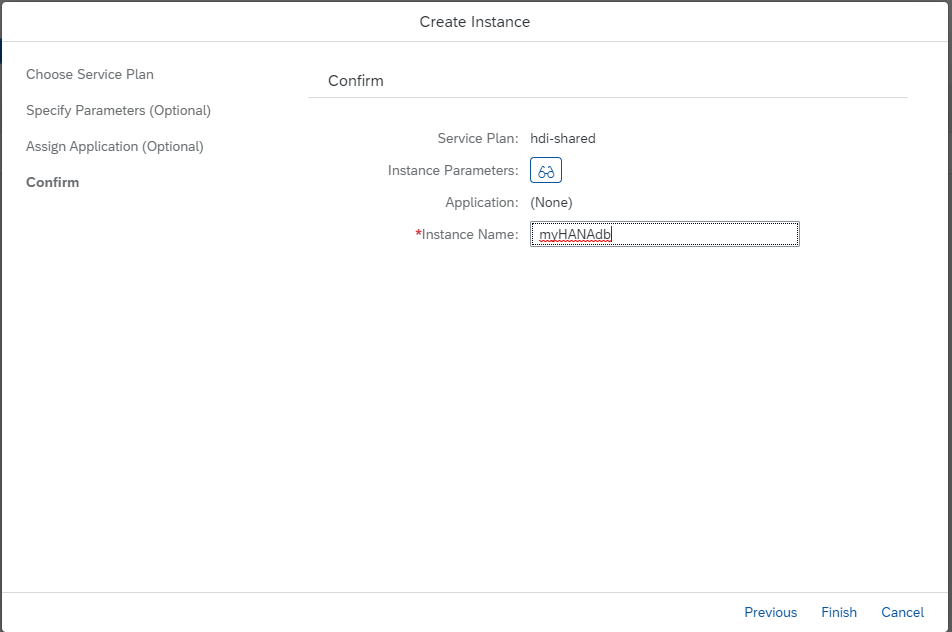 Create Instance
Choose Service Plan
Specify Parameters (Optional)
Assign Application (Optional)
Confirm
Confirm
Service Plan: hdi-shared
Instance Parameters:
Application: (None)
*Instance Name: myHANAdb
Previous Finish Cancel